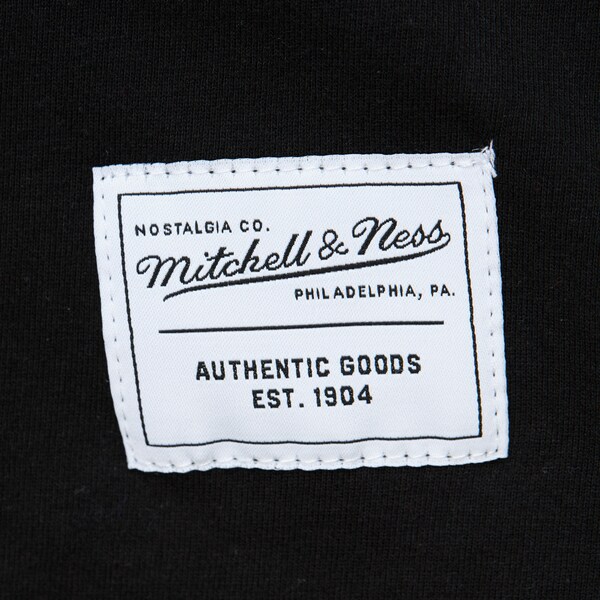 NOSTALGIA CO.
Mitchell & Ness
PHILADELPHIA, PA.
AUTHENTIC GOODS
EST. 1904